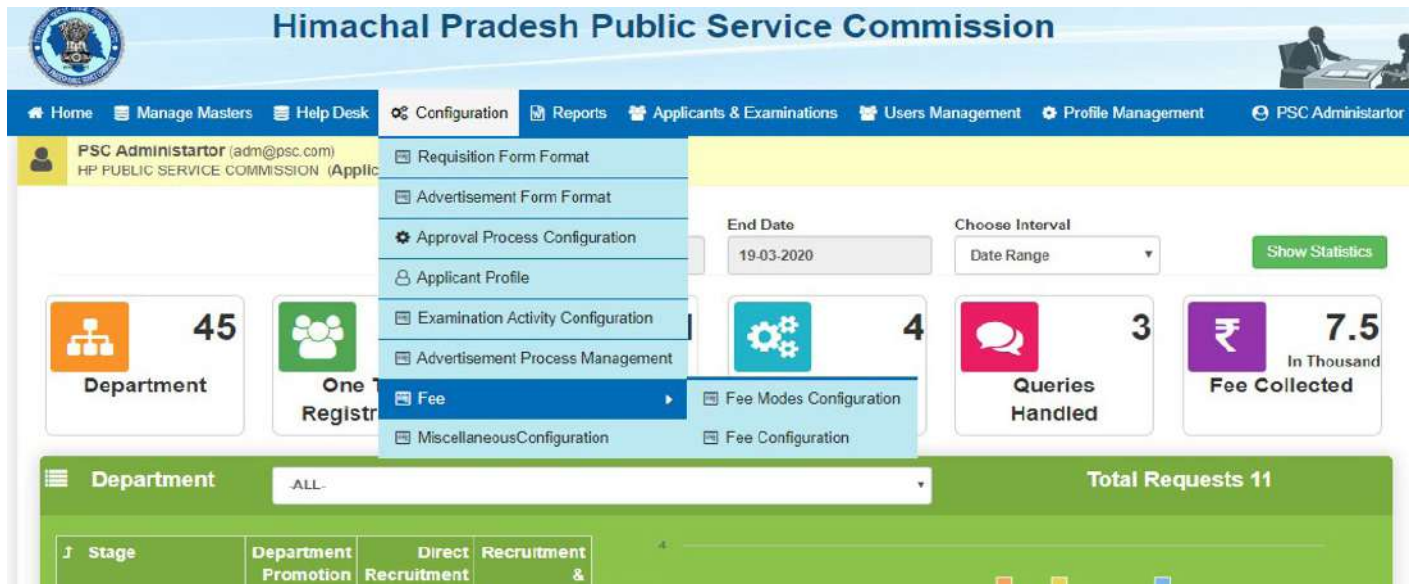 Himachal Pradesh Public Service Commission
Home Manage Masters Help Desk Configuration Reports Applicants & Examinations Users Management Profile Management PSC Administartor
PSC Administartor (adm@psc.com)
HP PUBLIC SERVICE COMMISSION (Applic
Requisition Form Format
Advertisement Form Format
Approval Process Configuration
Applicant Profile
Examination Activity Configuration
Advertisement Process Management
Fee
MiscellaneousConfiguration
Fee Modes Configuration
Fee Configuration
End Date Choose Interval
19-03-2020 Date Range Show Statistics
45 4 3 7.5
In Thousand
Department One Queries Fee Collected
Registr Handled
Department -ALL- Total Requests 11
Stage Department Direct Recruitment 4
Promotion Recruitment &